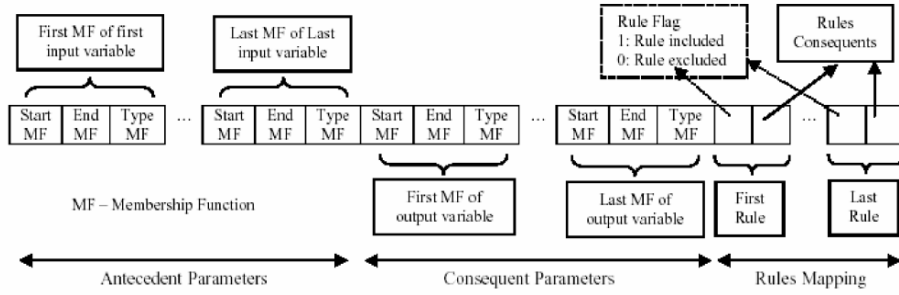 First MF of first
input variable
Last MF of Last
input variable
Rule Flag
1: Rule included
0: Rule excluded
Rules
Consequents
Start MF
End MF
Type MF
...
Start MF
End MF
Type MF
Start MF
End MF
Type MF
...
Start MF
End MF
Type MF
...
First MF of
output variable
Last MF of
output variable
First
Rule
Last
Rule
MF – Membership Function
Antecedent Parameters
Consequent Parameters
Rules Mapping